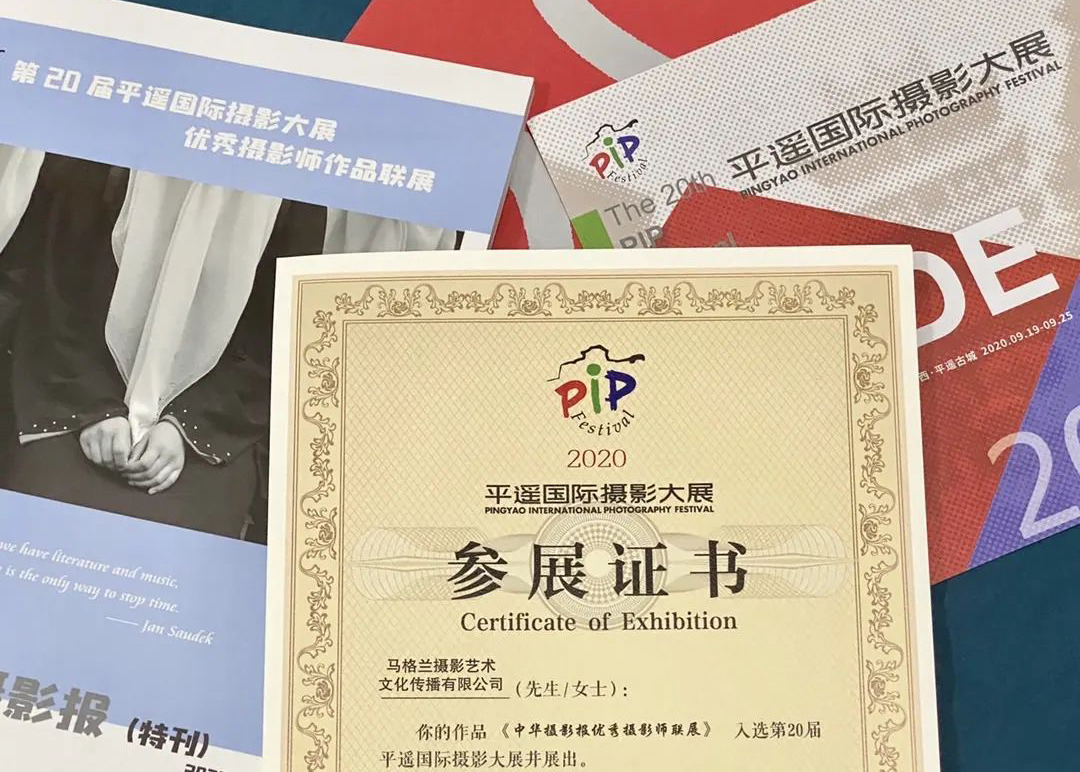 第20届平遥国际摄影大展
优秀摄影师作品联展
we have literature and music.
is the only way to stop time.
—— Jan Saudek
影报（特刊）
PiP
Festival
平遥国际摄影大展
PINGYAO INTERNATIONAL PHOTOGRAPHY FESTIVAL
The 20th
PIP
DE
西·平遥古城 2020.09.19-09.25
PiP
Festival
2020
平遥国际摄影大展
PINGYAO INTERNATIONAL PHOTOGRAPHY FESTIVAL
参展证书
Certificate of Exhibition
马格兰摄影艺术
文化传播有限公司（先生/女士）：
你的作品《中华摄影报优秀摄影师联展》 入选第20届
平遥国际摄影大展并展出。